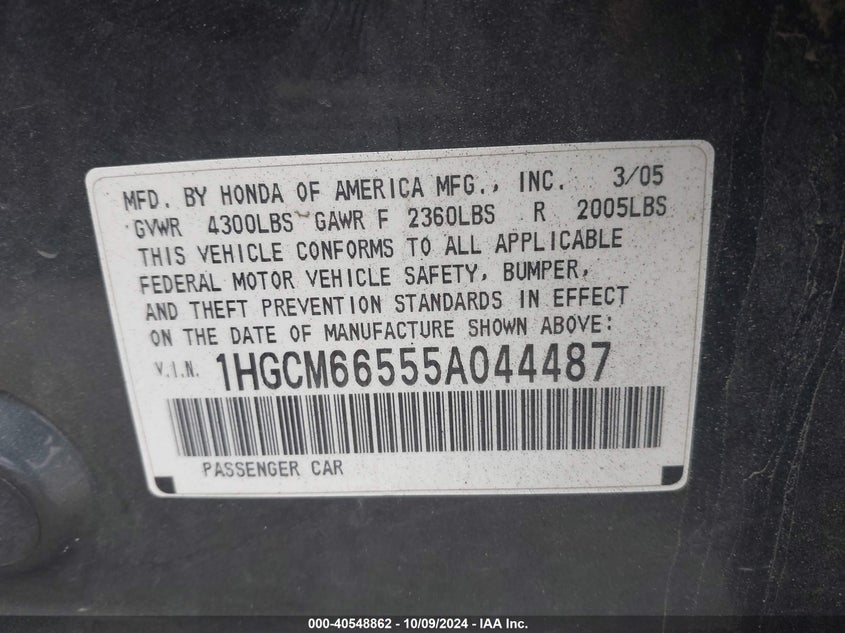 MFD. BY HONDA OF AMERICA MFG., INC. 3/05
GVWR 4300LBS GAWR F 2360LBS R 2005LBS
THIS VEHICLE CONFORMS TO ALL APPLICABLE
FEDERAL MOTOR VEHICLE SAFETY, BUMPER,
AND THEFT PREVENTION STANDARDS IN EFFECT
ON THE DATE OF MANUFACTURE SHOWN ABOVE:
V.I.N. 1HGCM66555A044487
PASSENGER CAR
000-40548862 - 10/09/2024 - IAA Inc.